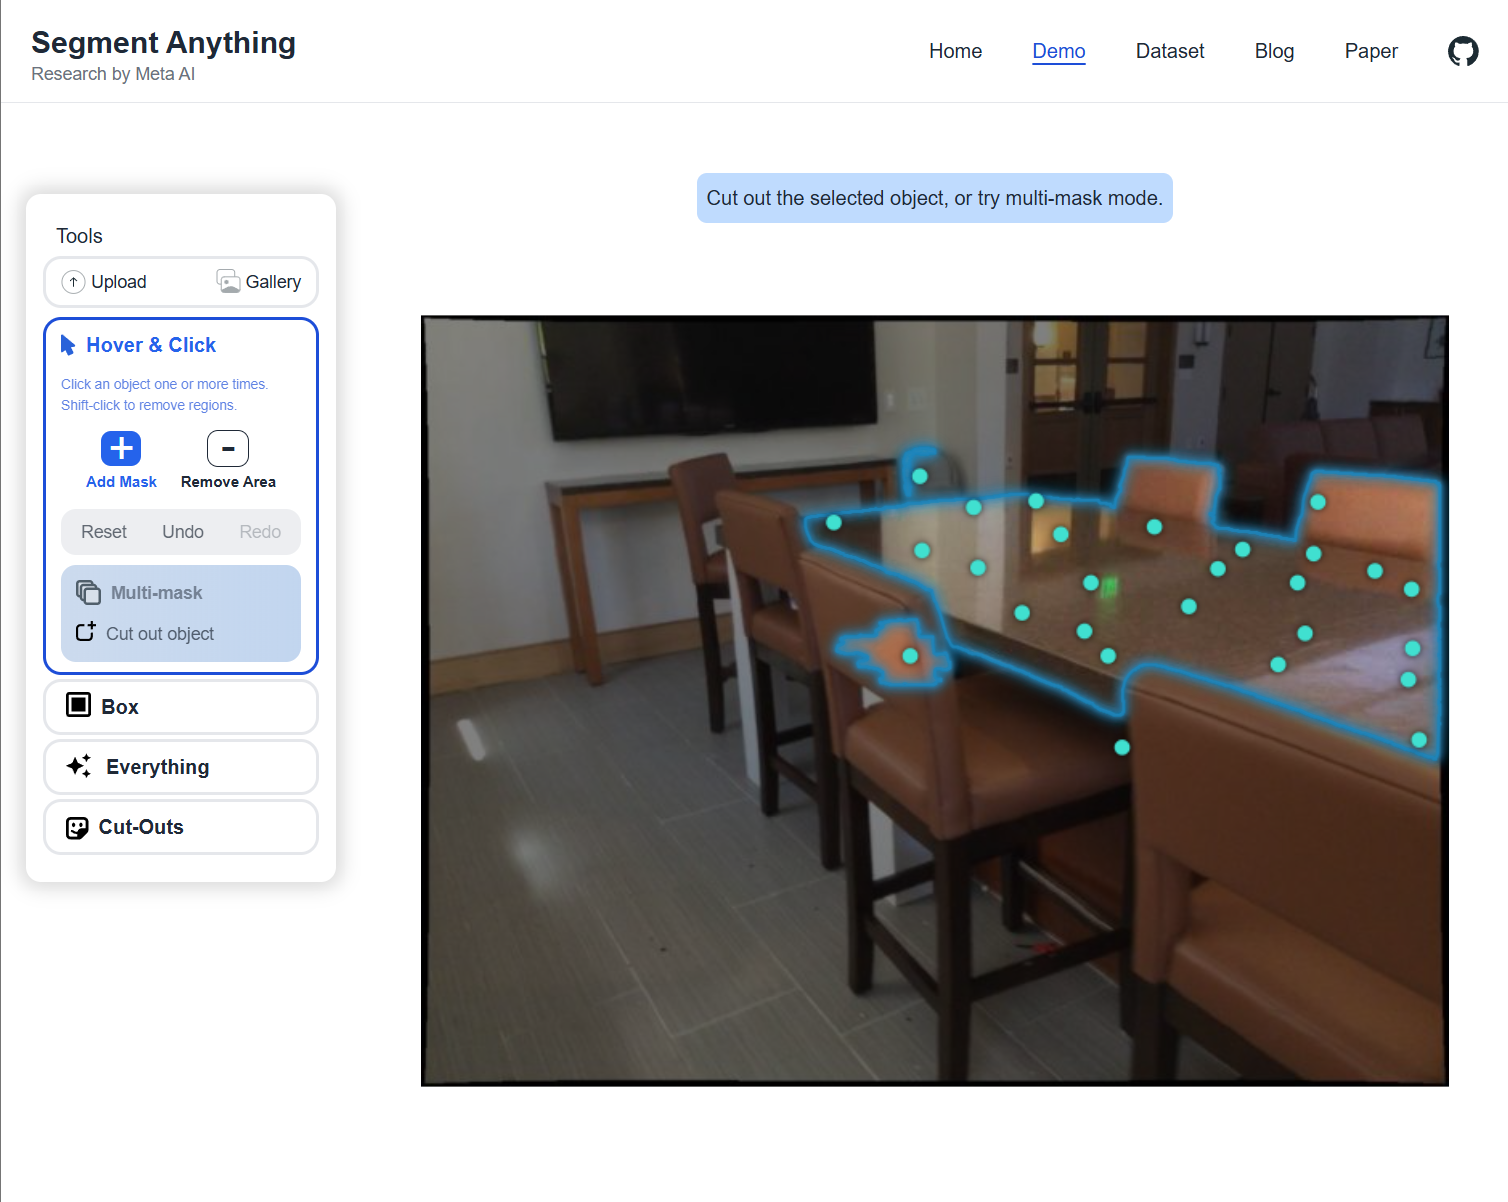 Segment Anything
Research by Meta AI
Home
Demo
Dataset
Blog
Paper
Cut out the selected object, or try multi-mask mode.
Tools
Upload
Gallery
Hover & Click
Click an object one or more times.
Shift-click to remove regions.
Add Mask
Remove Area
Reset
Undo
Redo
Multi-mask
Cut out object
Box
Everything
Cut-Outs